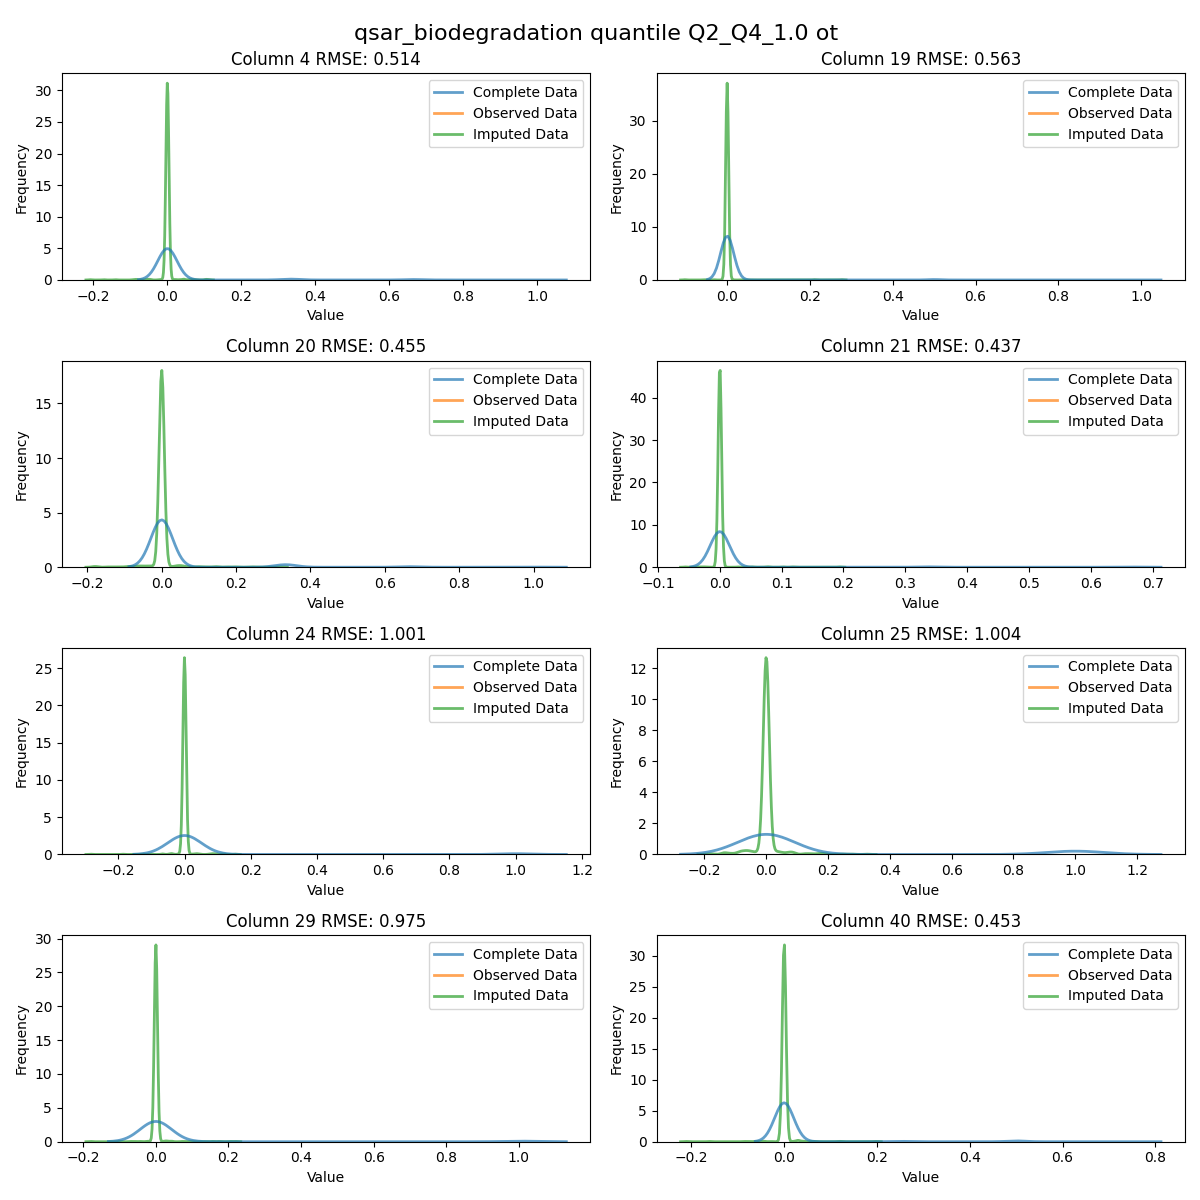 qsar_biodegradation quantile Q2_Q4_1.0 ot
Column 4 RMSE: 0.514
Frequency
30
25
20
15
10
5
0
−0.2 0.0 0.2 0.4 0.6 0.8 1.0
Value
Complete Data
Observed Data
Imputed Data
Column 19 RMSE: 0.563
Frequency
30
20
10
0
0.0 0.2 0.4 0.6 0.8 1.0
Value
Complete Data
Observed Data
Imputed Data
Column 20 RMSE: 0.455
Frequency
15
10
5
0
−0.2 0.0 0.2 0.4 0.6 0.8 1.0
Value
Complete Data
Observed Data
Imputed Data
Column 21 RMSE: 0.437
Frequency
40
30
20
10
0
−0.1 0.0 0.1 0.2 0.3 0.4 0.5 0.6 0.7
Value
Complete Data
Observed Data
Imputed Data
Column 24 RMSE: 1.001
Frequency
25
20
15
10
5
0
−0.2 0.0 0.2 0.4 0.6 0.8 1.0 1.2
Value
Complete Data
Observed Data
Imputed Data
Column 25 RMSE: 1.004
Frequency
12
10
8
6
4
2
0
−0.2 0.0 0.2 0.4 0.6 0.8 1.0 1.2
Value
Complete Data
Observed Data
Imputed Data
Column 29 RMSE: 0.975
Frequency
30
25
20
15
10
5
0
−0.2 0.0 0.2 0.4 0.6 0.8 1.0
Value
Complete Data
Observed Data
Imputed Data
Column 40 RMSE: 0.453
Frequency
30
25
20
15
10
5
0
−0.2 0.0 0.2 0.4 0.6 0.8
Value
Complete Data
Observed Data
Imputed Data